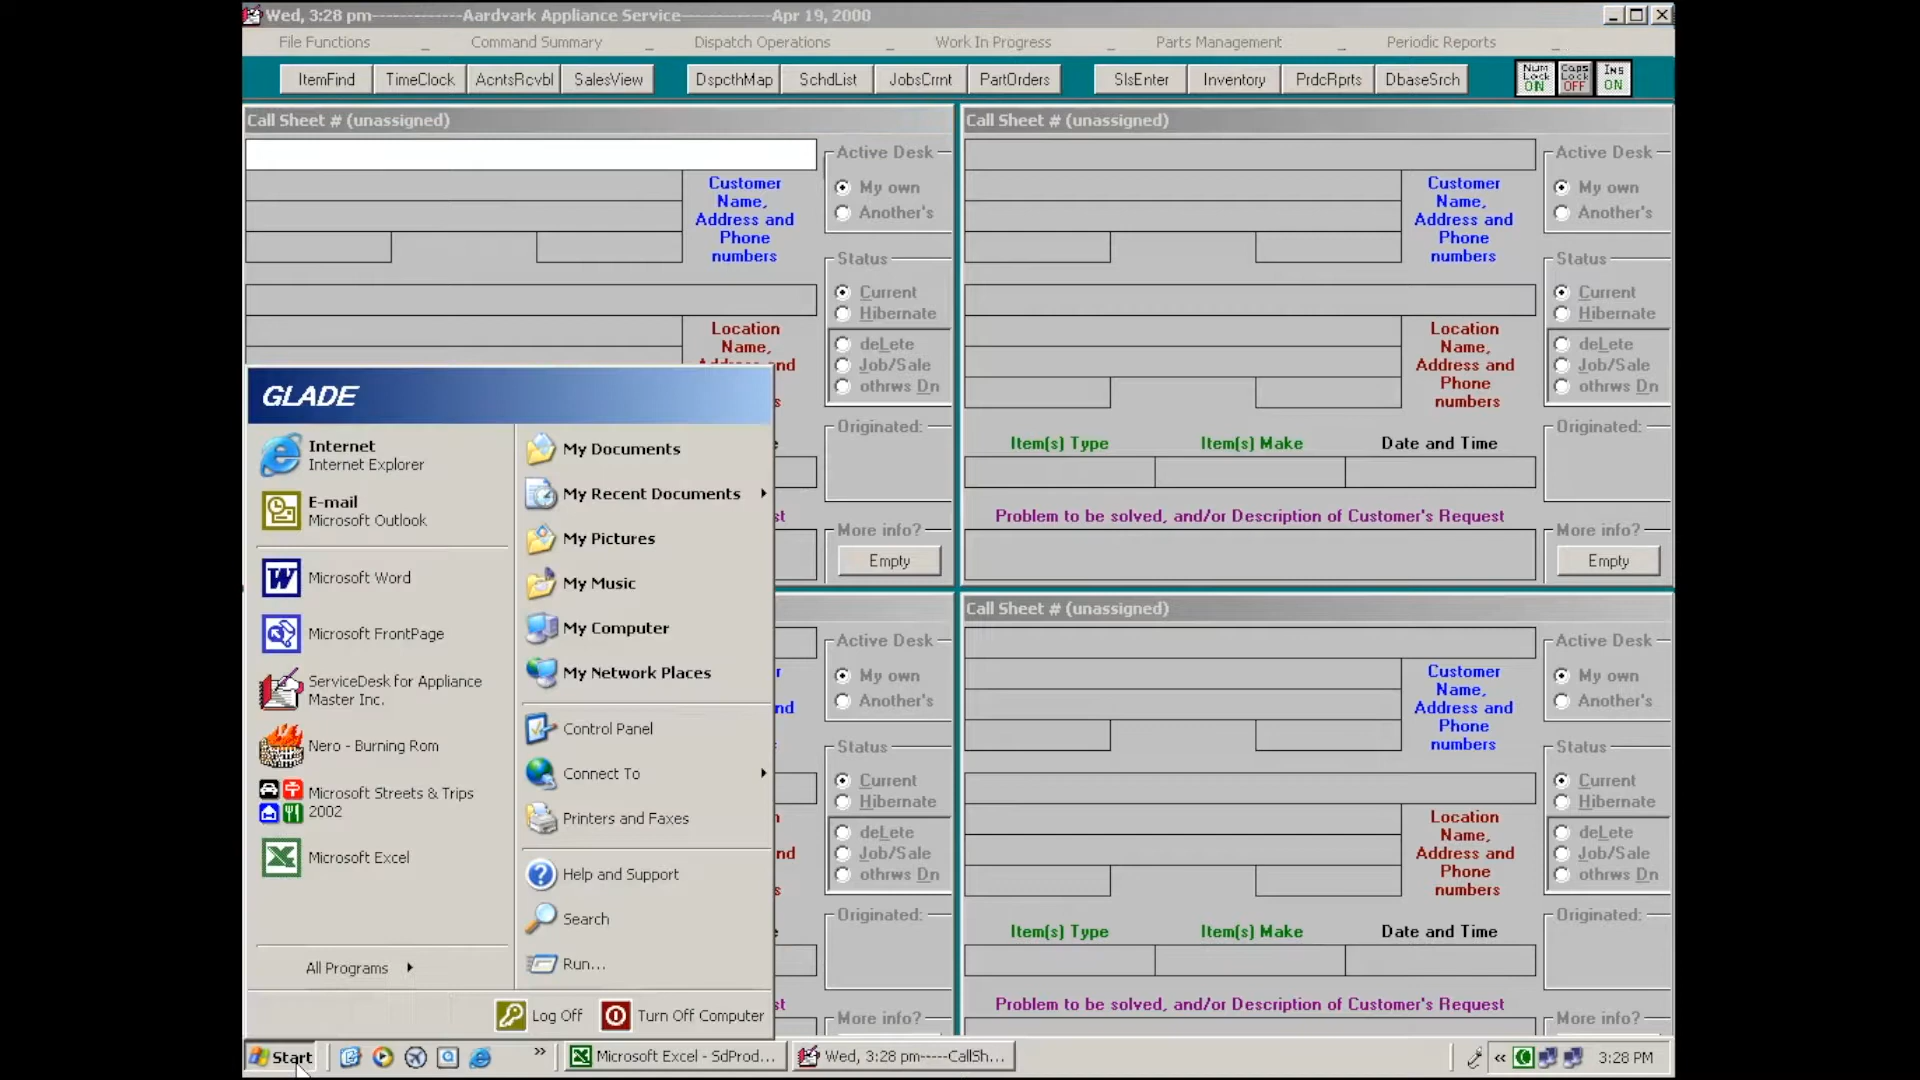 Wed, 3:28 pm-------------Aardvark Appliance Service-------------Apr 19, 2000
File Functions _ Command Summary _ Dispatch Operations _ Work In Progress _ Parts Management _ Periodic Reports _
ItemFind TimeClock AcntsRcvbl SalesView DspcthMap SchdList JobsCrrnt PartOrders SlsEnter Inventory PrdcRprts DbaseSrch
Num Lock ON
Caps Lock OFF
Ins ON
Call Sheet # (unassigned)
Active Desk
My own
Another's
Customer
Name,
Address and
Phone
numbers
Status
Current
Hibernate
deLete
Job/Sale
othrws Dn
Location
Name,
nd
s
Originated:
st
More info?
Empty
Call Sheet # (unassigned)
Active Desk
My own
Another's
Customer
Name,
Address and
Phone
numbers
Status
Current
Hibernate
deLete
Job/Sale
othrws Dn
Location
Name,
Address and
Phone
numbers
Originated:
Item(s) Type Item(s) Make Date and Time
Problem to be solved, and/or Description of Customer's Request
More info?
Empty
GLADE
Internet
Internet Explorer
E-mail
Microsoft Outlook
Microsoft Word
Microsoft FrontPage
ServiceDesk for Appliance
Master Inc.
Nero - Burning Rom
Microsoft Streets & Trips
2002
Microsoft Excel
All Programs
My Documents
My Recent Documents
My Pictures
My Music
My Computer
My Network Places
Control Panel
Connect To
Printers and Faxes
Help and Support
Search
Run...
Log Off Turn Off Computer
Active Desk
My own
Another's
nd
Status
Current
Hibernate
deLete
Job/Sale
othrws Dn
nd
s
Originated:
st
More info?
Call Sheet # (unassigned)
Active Desk
My own
Another's
Customer
Name,
Address and
Phone
numbers
Status
Current
Hibernate
deLete
Job/Sale
othrws Dn
Location
Name,
Address and
Phone
numbers
Originated:
Item(s) Type Item(s) Make Date and Time
Problem to be solved, and/or Description of Customer's Request
More info?
Start » Microsoft Excel - SdProd... Wed, 3:28 pm-----CallSh... « 3:28 PM